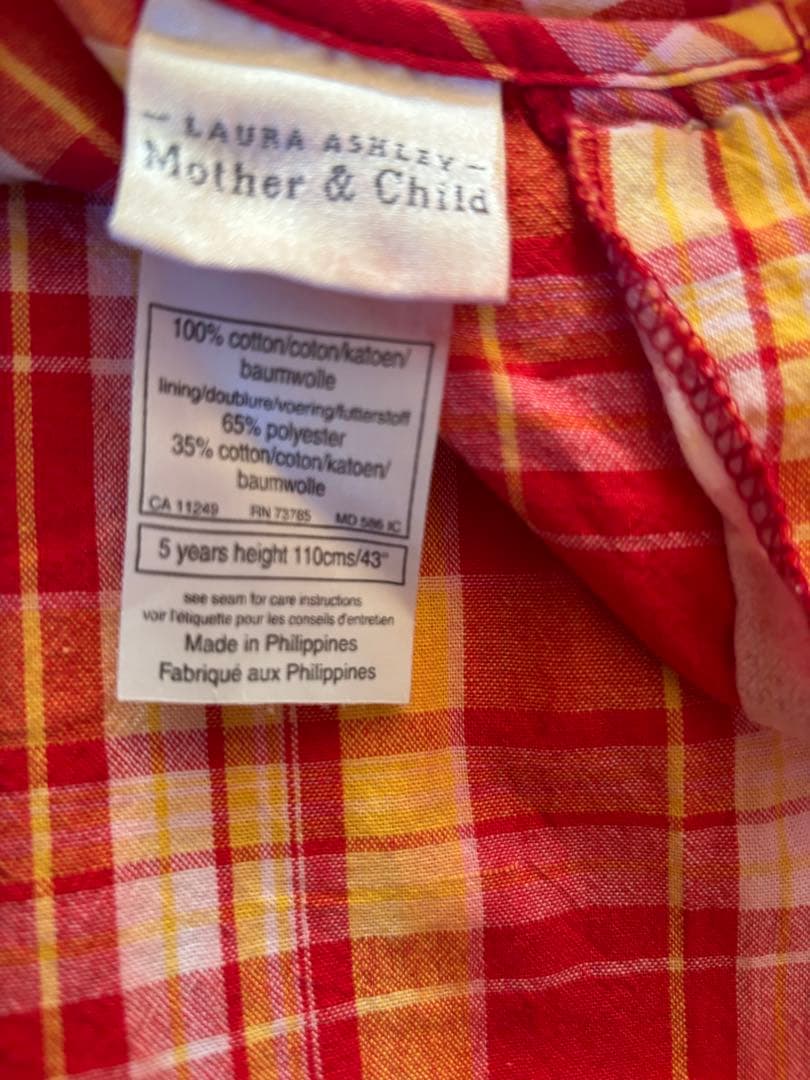 — LAURA ASHLEY —
Mother & Child
100% cotton/coton/katoen/
baumwolle
lining/doublure/voering/futterstoff
65% polyester
35% cotton/coton/katoen/
baumwolle
CA 11249 RN 73785 MD 586 IC
5 years height 110cms/43"
see seam for care instructions
voir l'étiquette pour les conseils d'entretien
Made in Philippines
Fabriqué aux Philippines